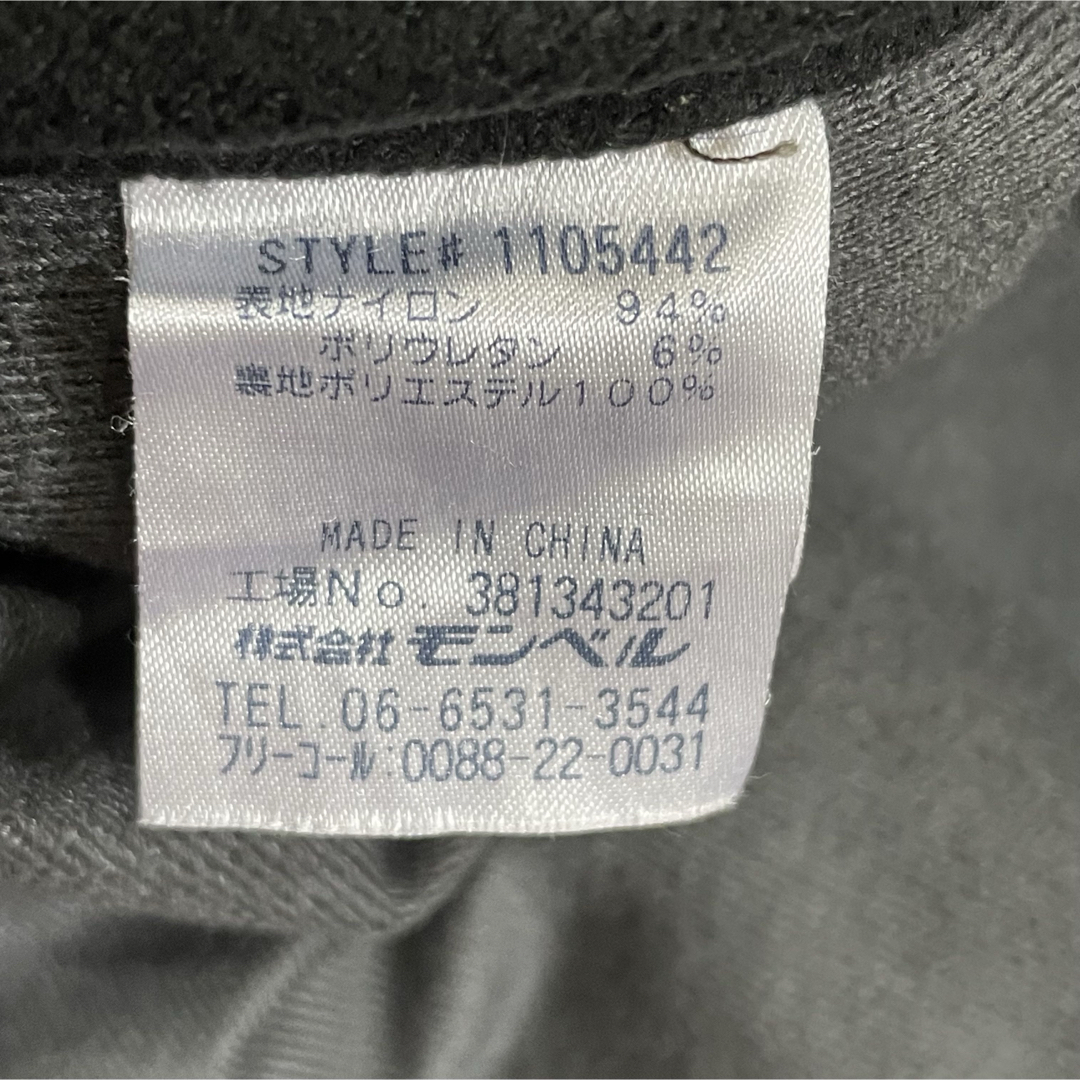 STYLE# 1105442
表地ナイロン 94%
ポリウレタン 6%
裏地ポリエステル100%
MADE IN CHINA
工場No. 381343201
株式会社モンベル
TEL.06-6531-3544
フリーコール:0088-22-0031